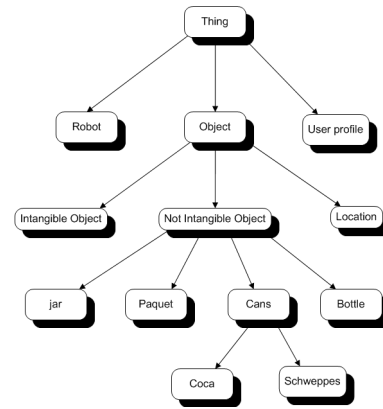 Thing
Robot
Object
User profile
Intangible Object
Not Intangible Object
Location
jar
Paquet
Cans
Bottle
Coca
Schweppes